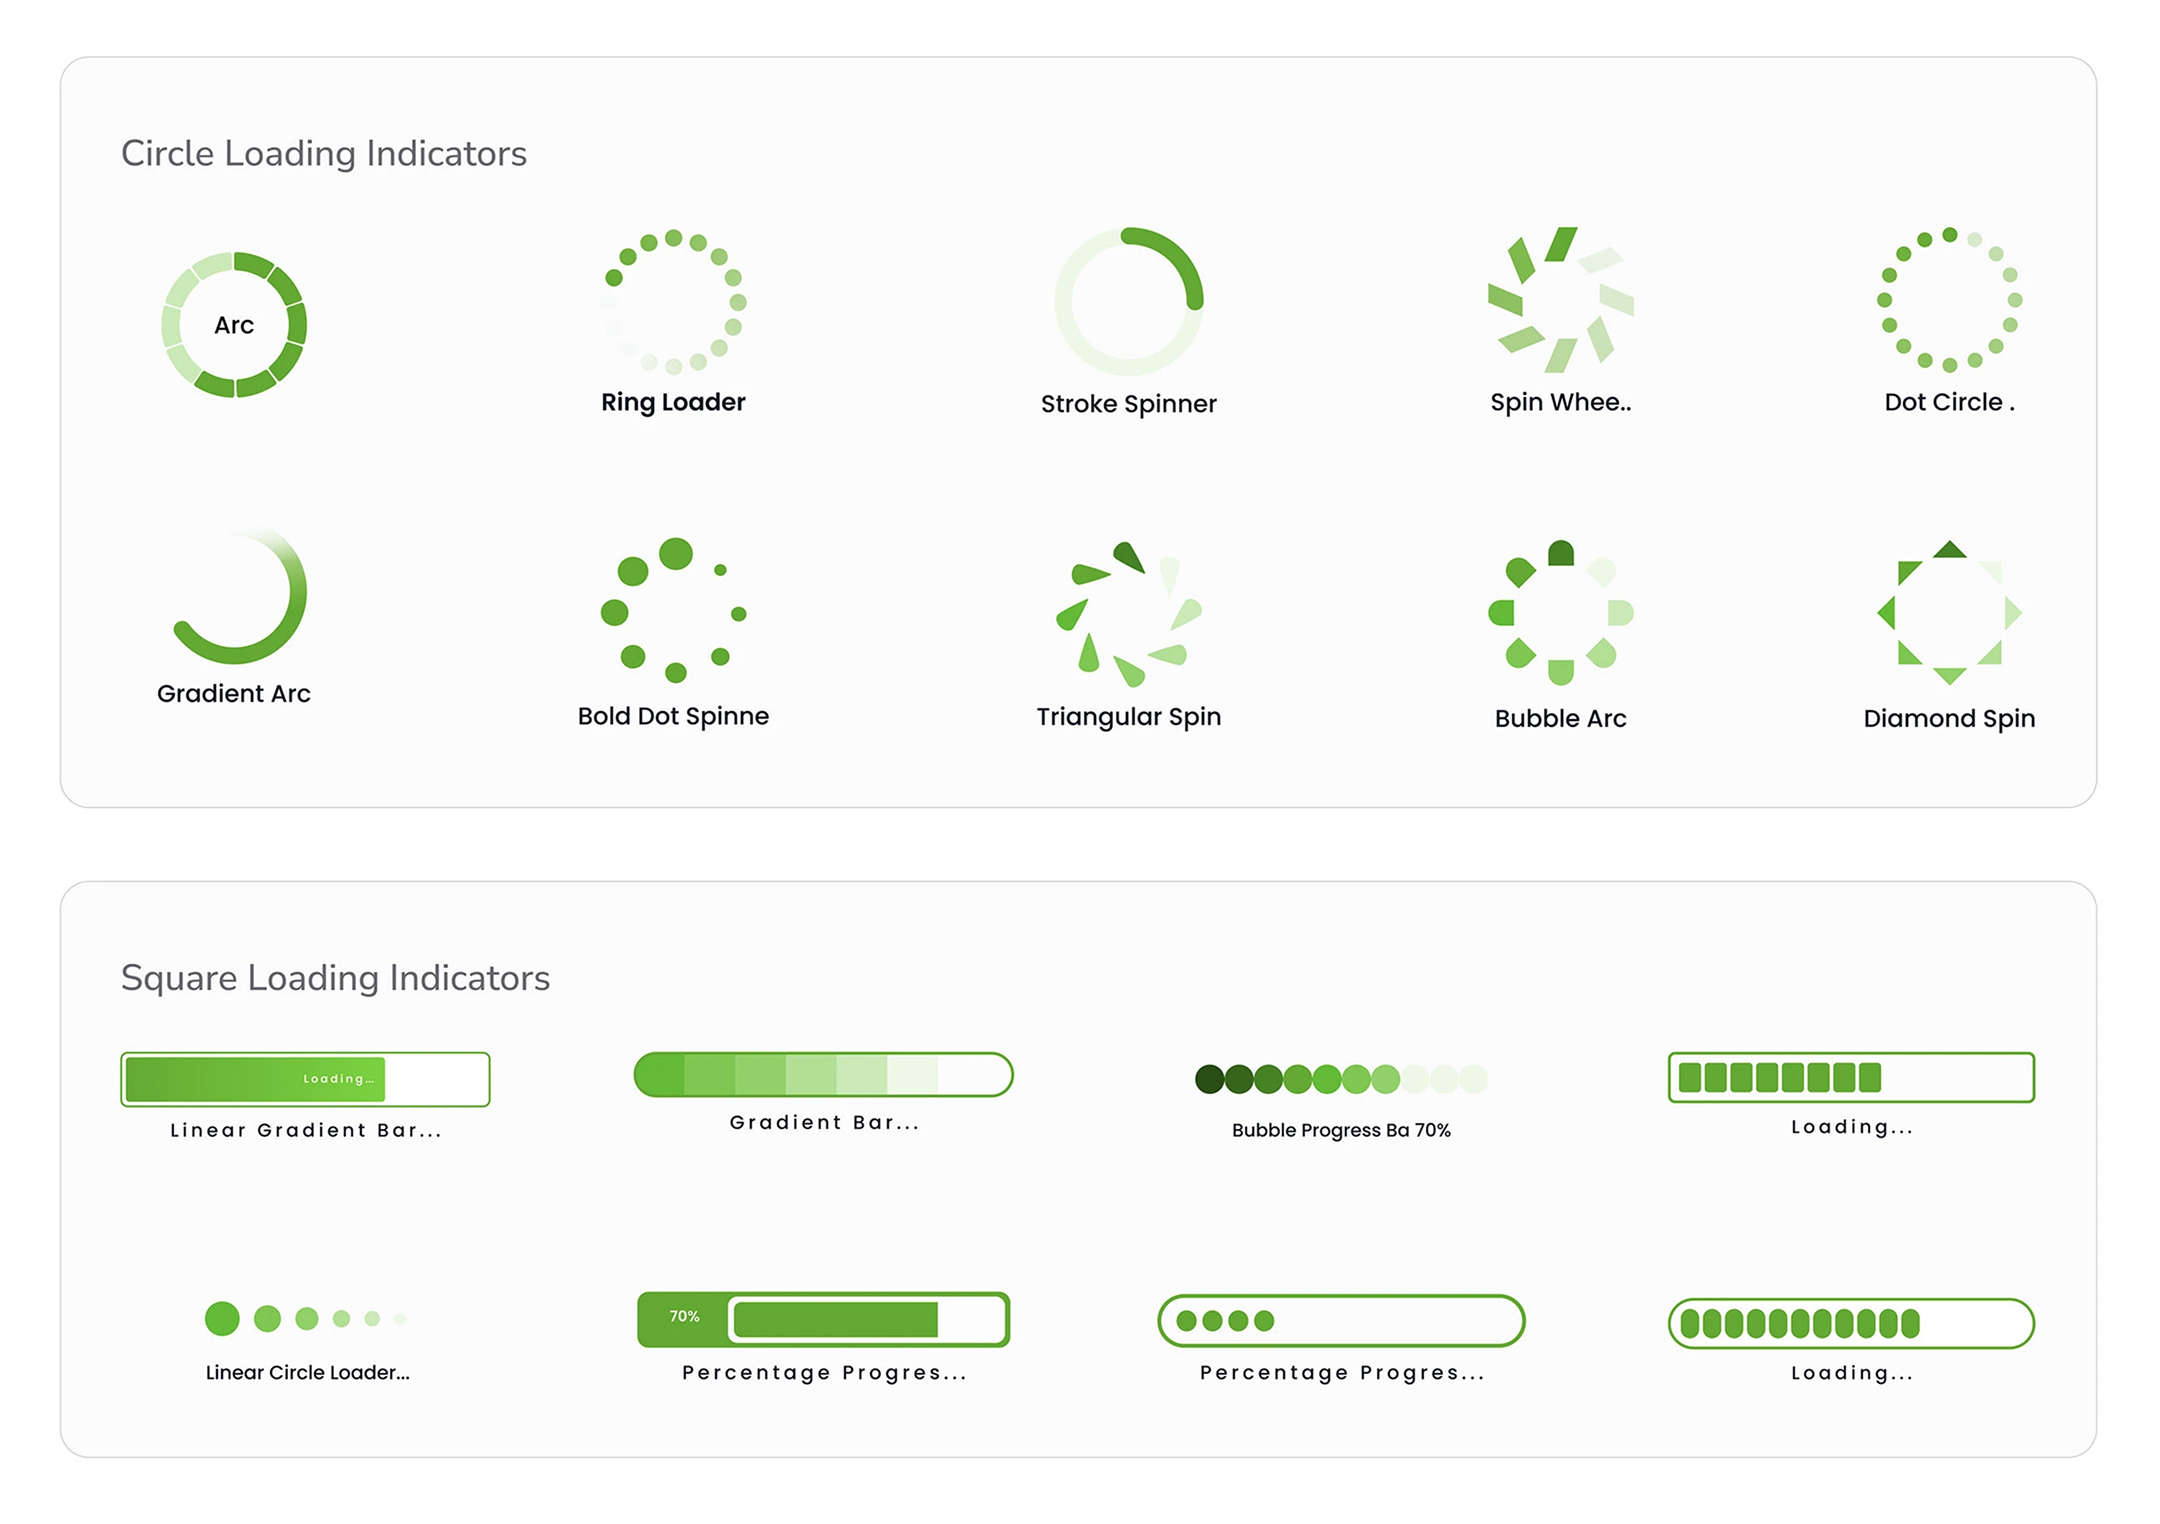 Circle Loading Indicators
Arc
Ring Loader
Stroke Spinner
Spin Whee..
Dot Circle .
Gradient Arc
Bold Dot Spinne
Triangular Spin
Bubble Arc
Diamond Spin
Square Loading Indicators
Loading...
Linear Gradient Bar...
Gradient Bar...
Bubble Progress Ba 70%
Loading...
Linear Circle Loader...
70%
Percentage Progres...
Percentage Progres...
Loading...